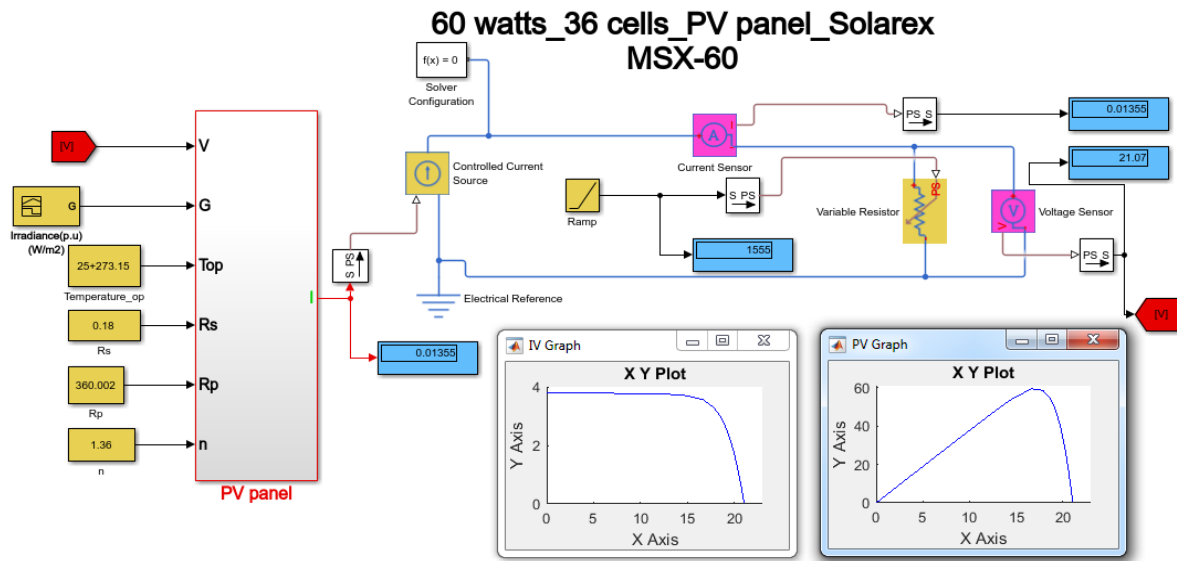 60 watts_36 cells_PV panel_Solarex
MSX-60
f(x) = 0
Solver
Configuration
[V]
V
G
Irradiance(p.u)
(W/m2)
G
25+273.15
Temperature_op
Top
0.18
Rs
Rs
360.002
Rp
Rp
1.36
n
n
I
PV panel
S PS
0.01355
Controlled Current
Source
Electrical Reference
Ramp
S PS
1555
A
I
Current Sensor
PS S
0.01355
21.07
PS
Variable Resistor
V
V
Voltage Sensor
PS S
[V]
IV Graph
X Y Plot
Y Axis
4
2
0
0
5
10
15
20
X Axis
PV Graph
X Y Plot
Y Axis
60
40
20
0
0
5
10
15
20
X Axis